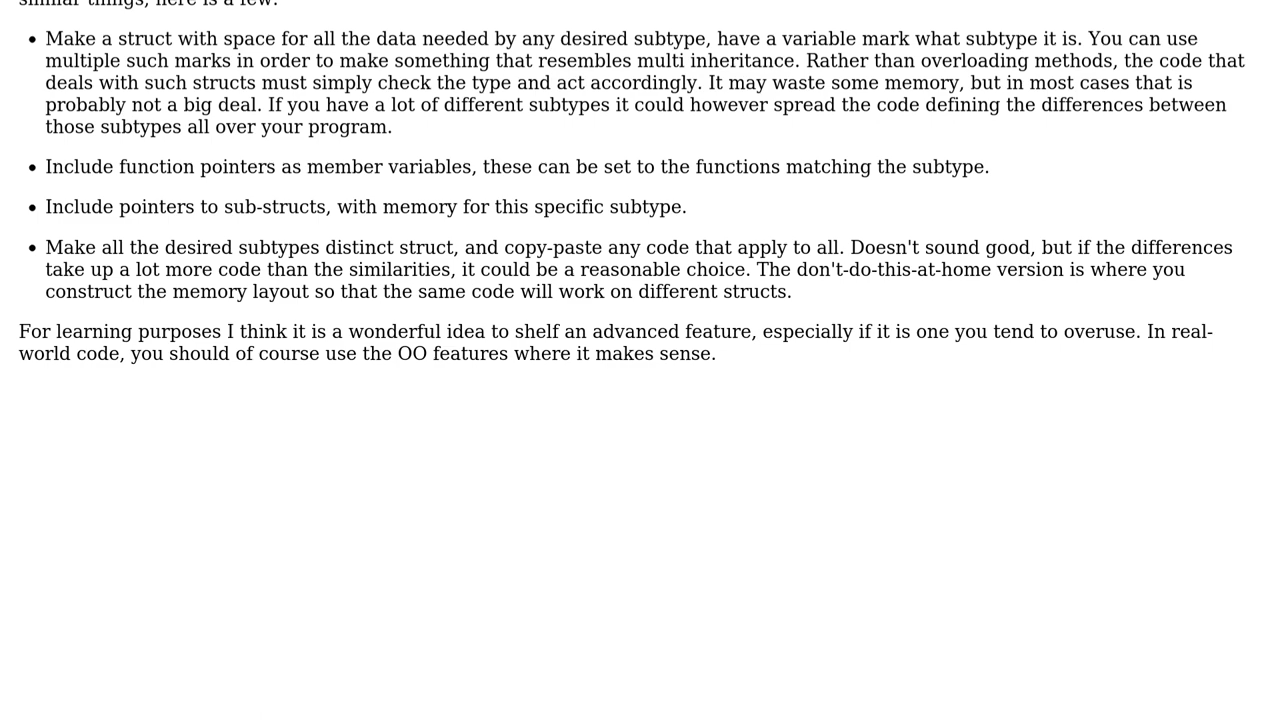 similar things, here is a few:
• Make a struct with space for all the data needed by any desired subtype, have a variable mark what subtype it is. You can use
multiple such marks in order to make something that resembles multi inheritance. Rather than overloading methods, the code that
deals with such structs must simply check the type and act accordingly. It may waste some memory, but in most cases that is
probably not a big deal. If you have a lot of different subtypes it could however spread the code defining the differences between
those subtypes all over your program.
• Include function pointers as member variables, these can be set to the functions matching the subtype.
• Include pointers to sub-structs, with memory for this specific subtype.
• Make all the desired subtypes distinct struct, and copy-paste any code that apply to all. Doesn't sound good, but if the differences
take up a lot more code than the similarities, it could be a reasonable choice. The don't-do-this-at-home version is where you
construct the memory layout so that the same code will work on different structs.
For learning purposes I think it is a wonderful idea to shelf an advanced feature, especially if it is one you tend to overuse. In real-
world code, you should of course use the OO features where it makes sense.